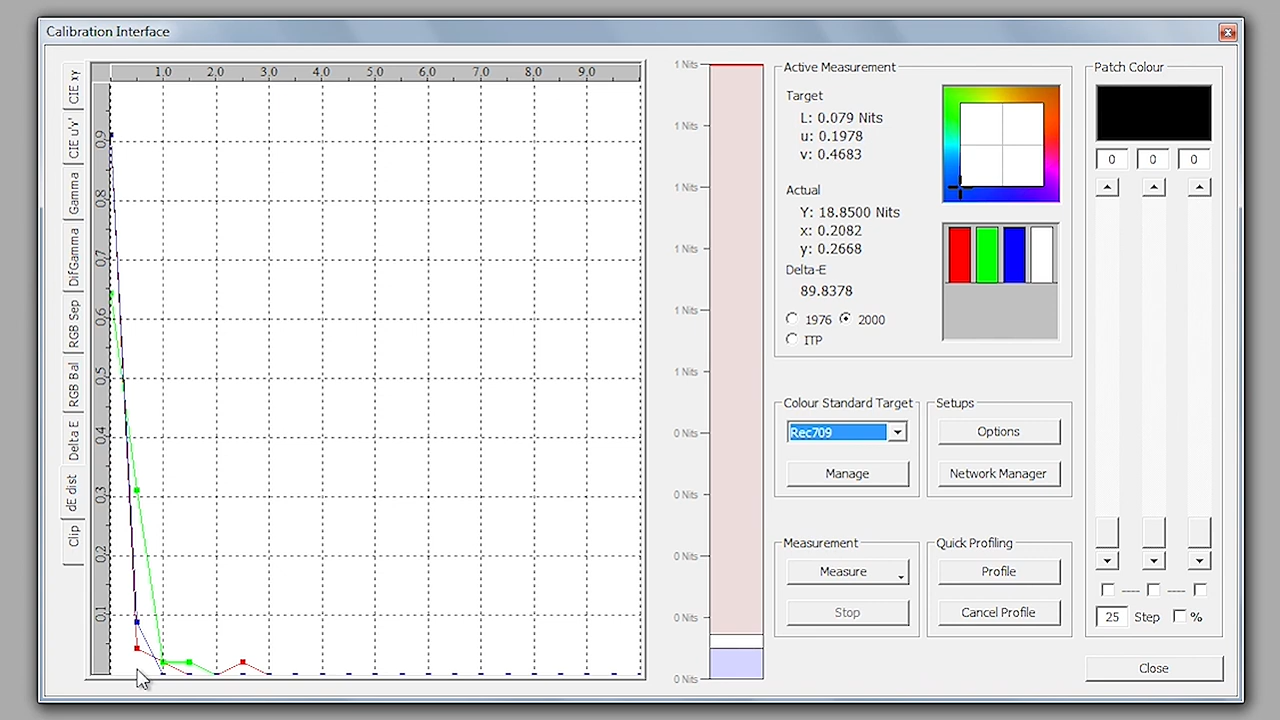 Calibration Interface
CIE xy
CIE u'v'
Gamma
DifGamma
RGB Sep
RGB Bal
Delta E
dE dist
Clip
1.0 2.0 3.0 4.0 5.0 6.0 7.0 8.0 9.0
0.9
0.8
0.7
0.6
0.5
0.4
0.3
0.2
0.1
1 Nits
1 Nits
1 Nits
1 Nits
1 Nits
1 Nits
0 Nits
0 Nits
0 Nits
0 Nits
0 Nits
Active Measurement
Target
L: 0.079 Nits
u: 0.1978
v: 0.4683
Actual
Y: 18.8500 Nits
x: 0.2082
y: 0.2668
Delta-E
89.8378
1976 2000
ITP
Colour Standard Target
Rec709
Manage
Setups
Options
Network Manager
Measurement
Measure
Stop
Quick Profiling
Profile
Cancel Profile
Patch Colour
0 0 0
---- ----
25 Step %
Close